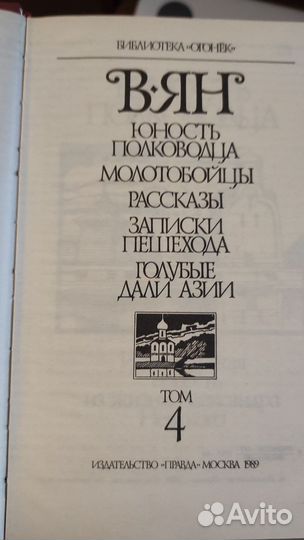 БИБЛИОТЕКА «ОГОНЁК»
В·ЯН
ЮНОСТЬ
ПОЛКОВОДЦА
МОЛОТОБОЙЦЫ
РАССКАЗЫ
ЗАПИСКИ
ПЕШЕХОДА
ГОЛУБЫЕ
ДАЛИ АЗИИ
ТОМ
4
ИЗДАТЕЛЬСТВО «ПРАВДА» МОСКВА 1989
Avito